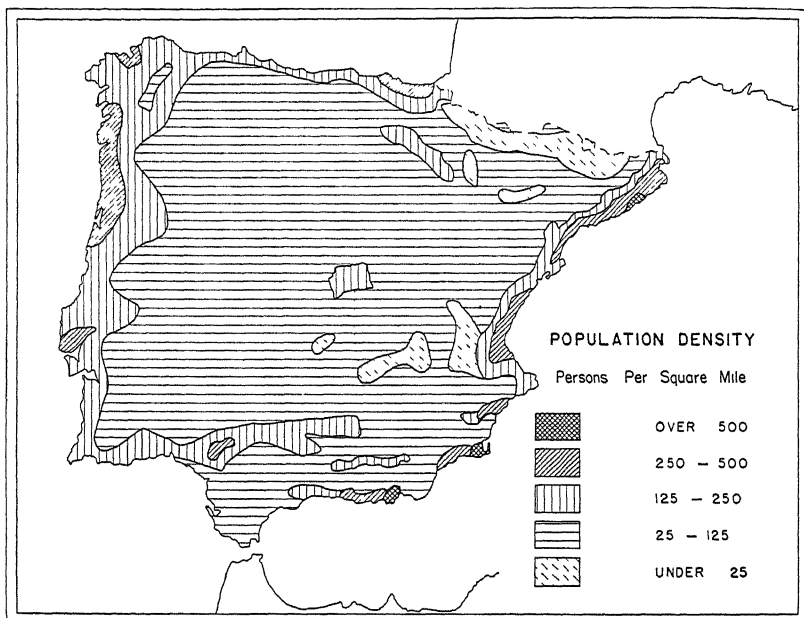 POPULATION DENSITY
Persons Per Square Mile
OVER 500
250 – 500
125 – 250
25 – 125
UNDER 25